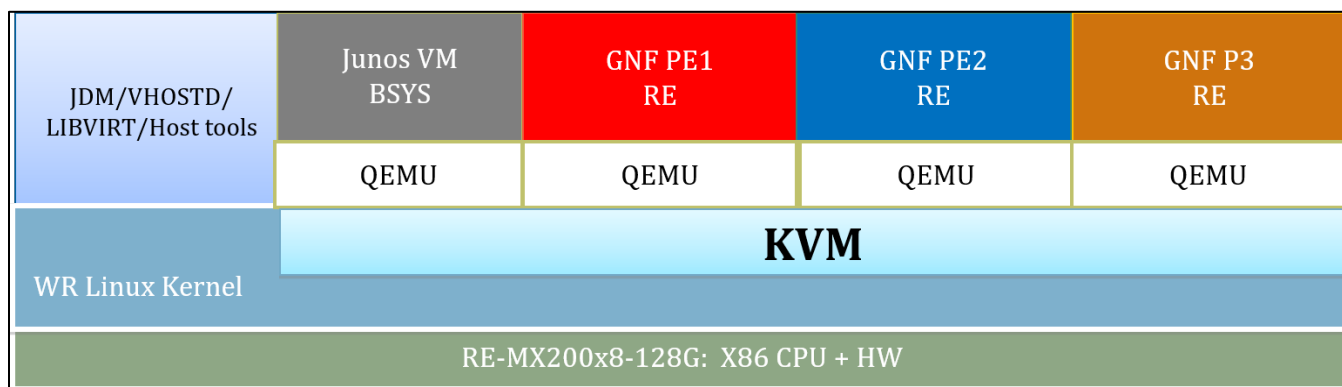 JDM/VHOSTD/
LIBVIRT/Host tools
Junos VM
BSYS
GNF PE1
RE
GNF PE2
RE
GNF P3
RE
QEMU
QEMU
QEMU
QEMU
KVM
WR Linux Kernel
RE-MX200x8-128G: X86 CPU + HW